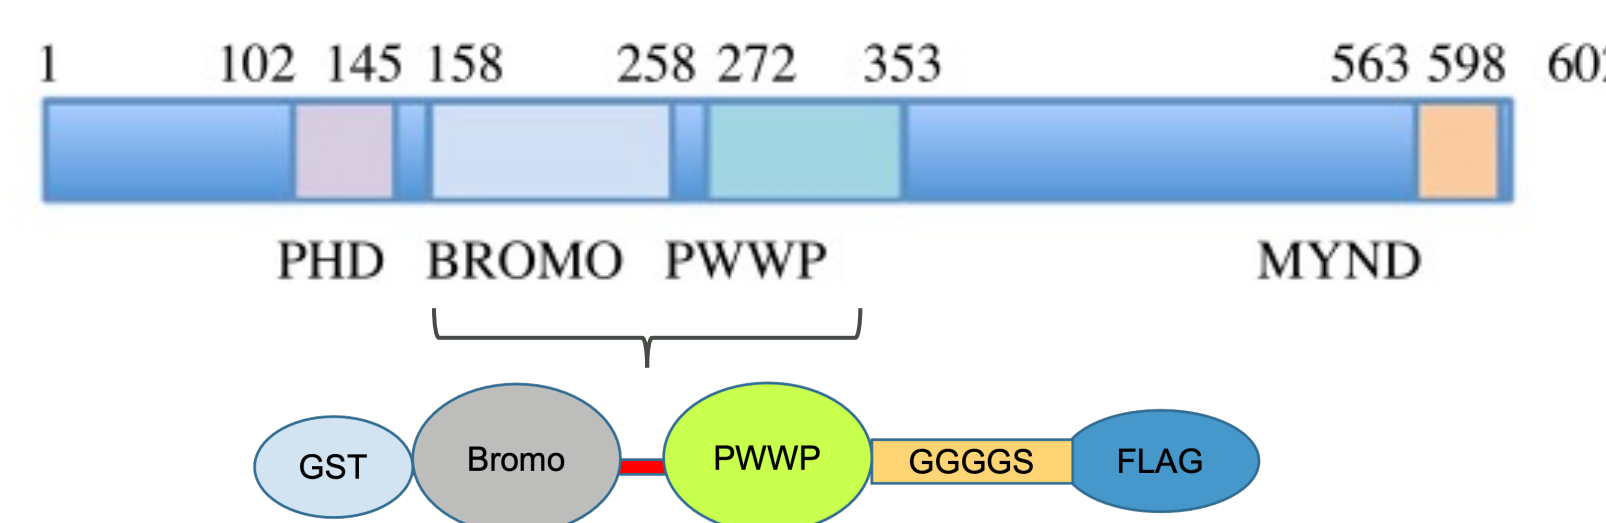 1 102 145 158 258 272 353 563 598
PHD BROMO PWWP MYND
GST Bromo PWWP GGGGS FLAG